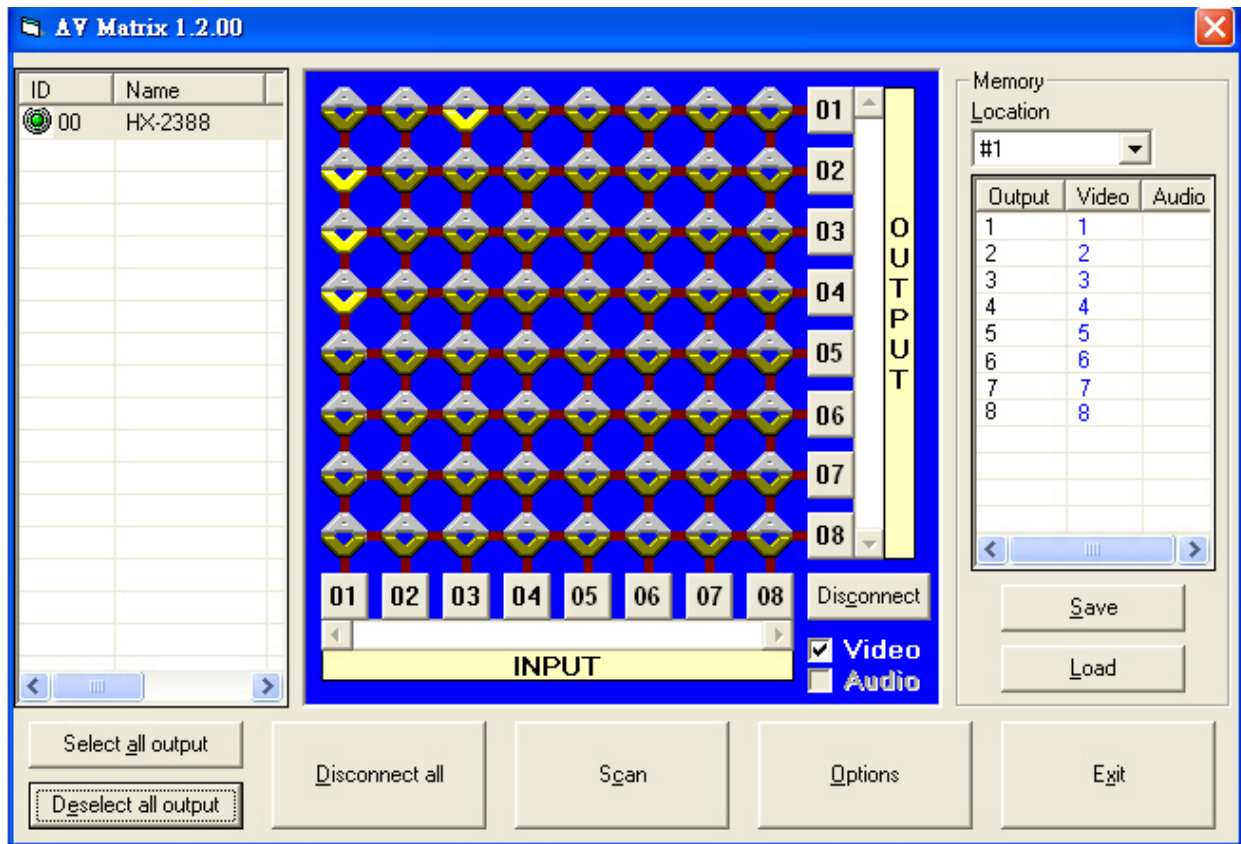 AV Matrix 1.2.00
ID Name
00 HX-2388
01
02
03
04
05
06
07
08
OUTPUT
01 02 03 04 05 06 07 08
INPUT
Disconnect
Video
Audio
Memory
Location
#1
Output Video Audio
1 1
2 2
3 3
4 4
5 5
6 6
7 7
8 8
Save
Load
Select all output
Deselect all output
Disconnect all
Scan
Options
Exit